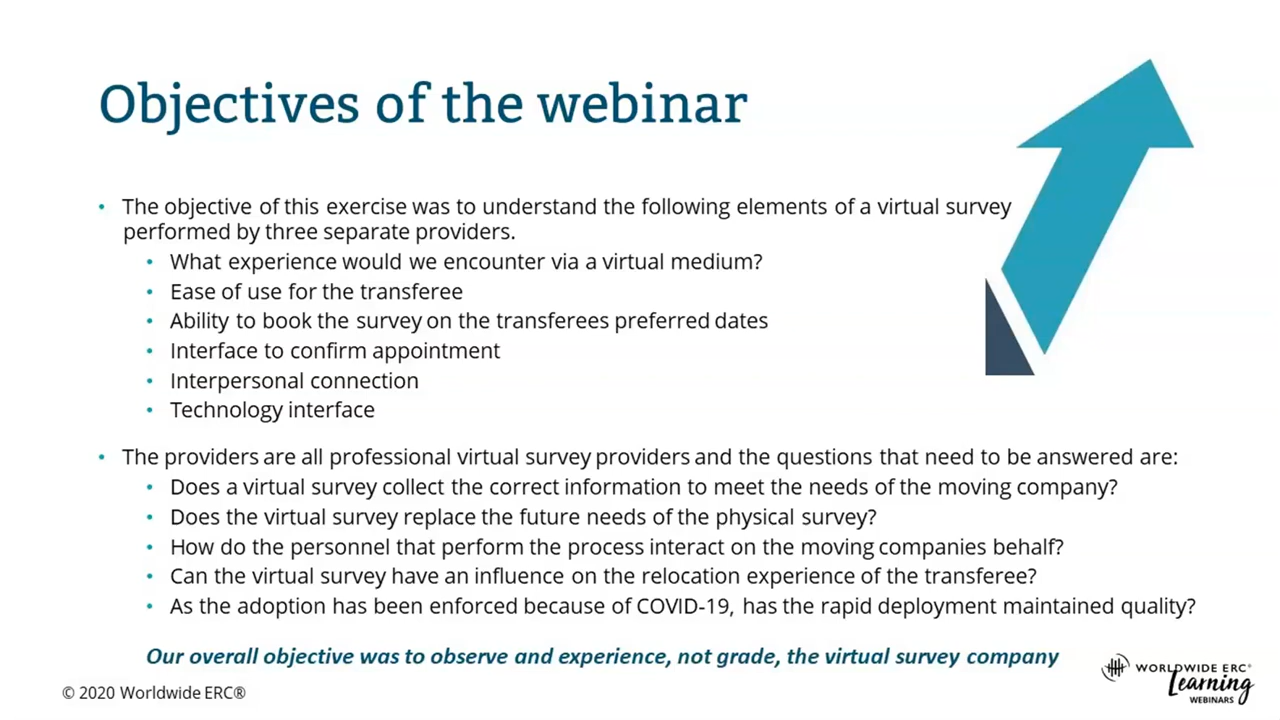 Objectives of the webinar
• The objective of this exercise was to understand the following elements of a virtual survey
performed by three separate providers.
• What experience would we encounter via a virtual medium?
• Ease of use for the transferee
• Ability to book the survey on the transferees preferred dates
• Interface to confirm appointment
• Interpersonal connection
• Technology interface
• The providers are all professional virtual survey providers and the questions that need to be answered are:
• Does a virtual survey collect the correct information to meet the needs of the moving company?
• Does the virtual survey replace the future needs of the physical survey?
• How do the personnel that perform the process interact on the moving companies behalf?
• Can the virtual survey have an influence on the relocation experience of the transferee?
• As the adoption has been enforced because of COVID-19, has the rapid deployment maintained quality?
Our overall objective was to observe and experience, not grade, the virtual survey company
© 2020 Worldwide ERC®
WORLDWIDE ERC®
Learning
WEBINARS